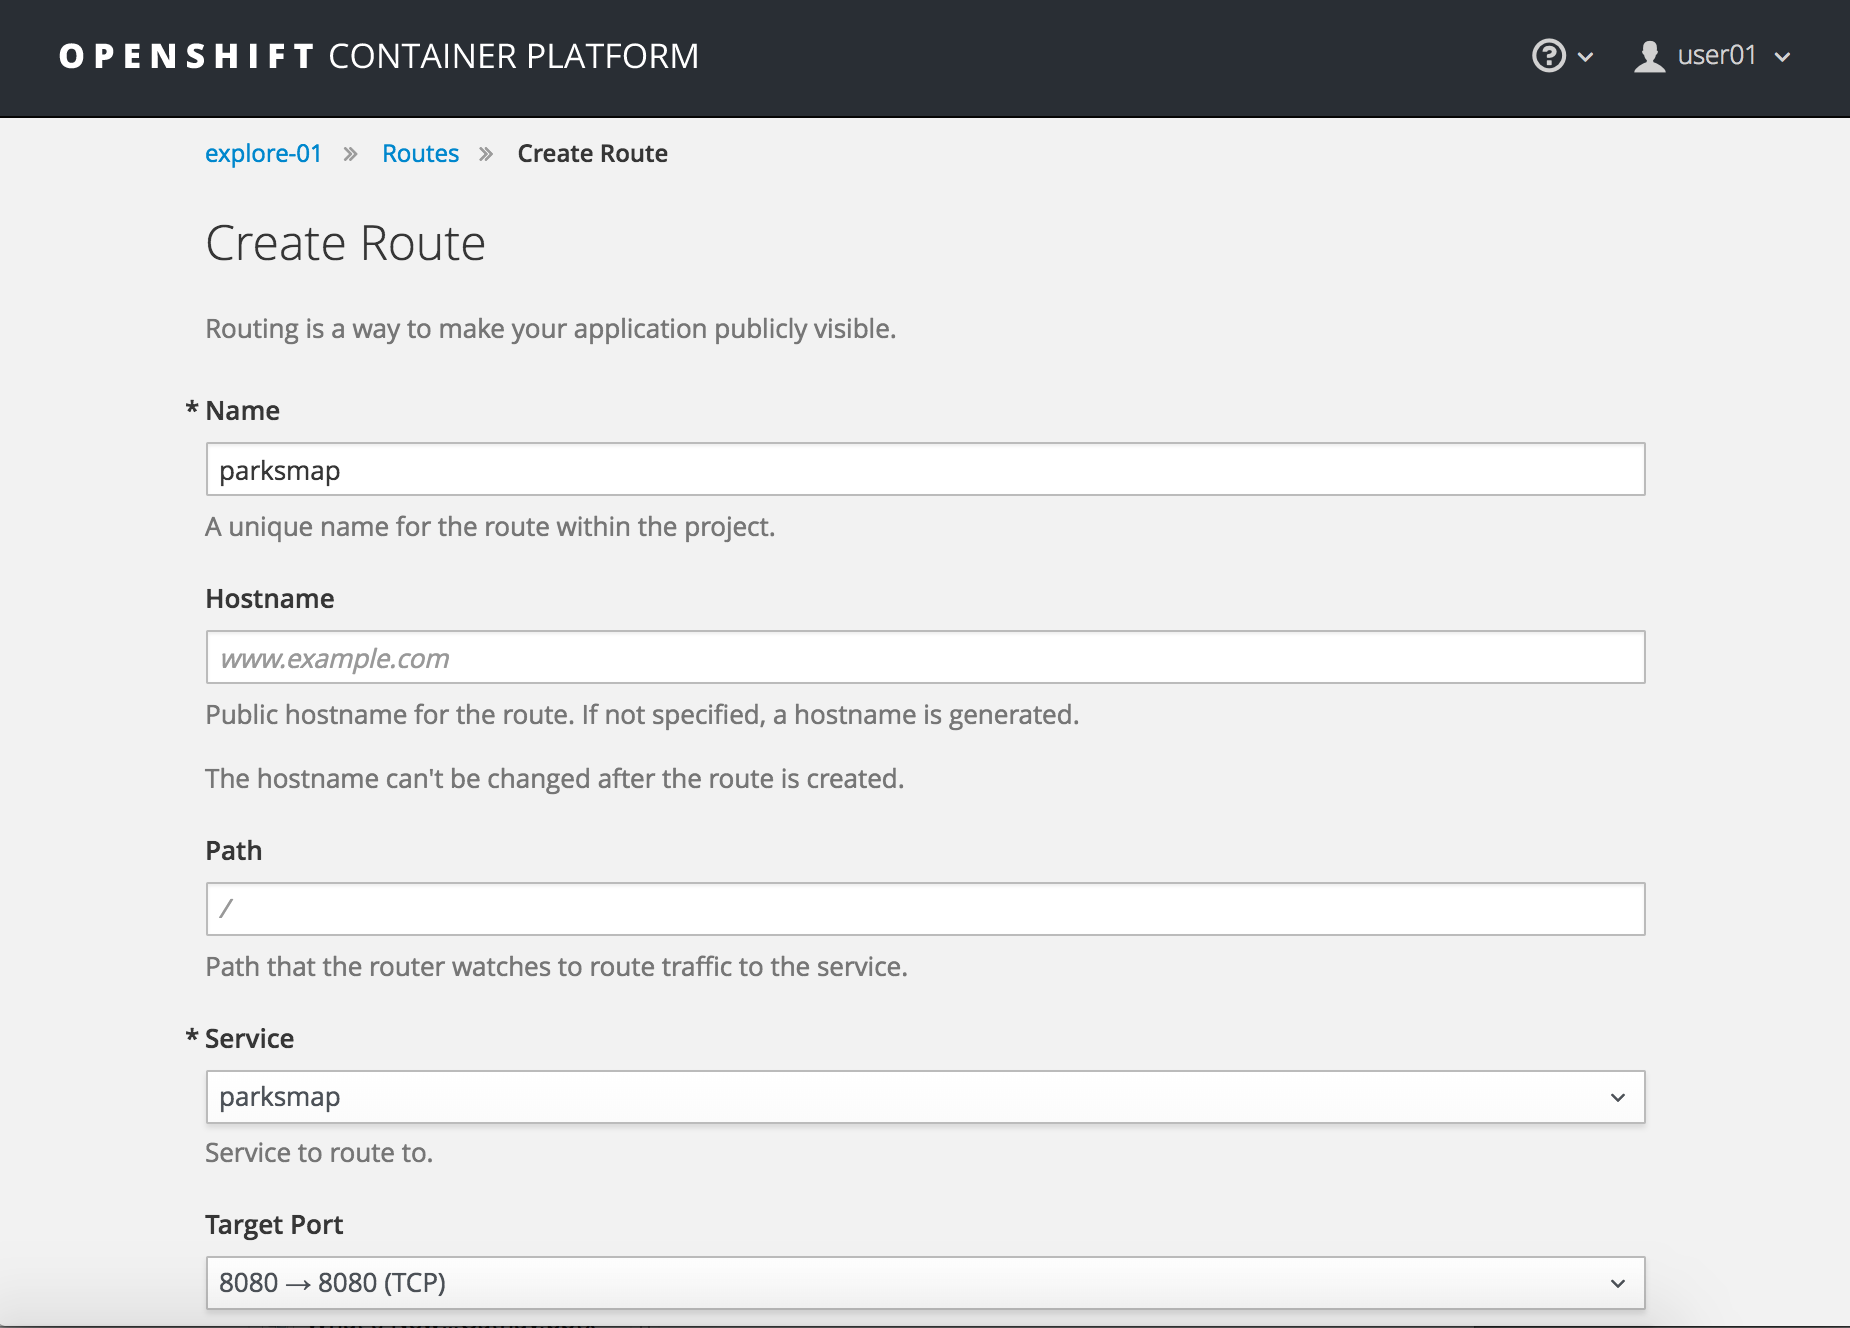 OPENSHIFT CONTAINER PLATFORM
user01
explore-01 » Routes » Create Route
Create Route
Routing is a way to make your application publicly visible.
* Name
parksmap
A unique name for the route within the project.
Hostname
www.example.com
Public hostname for the route. If not specified, a hostname is generated.
The hostname can't be changed after the route is created.
Path
/
Path that the router watches to route traffic to the service.
* Service
parksmap
Service to route to.
Target Port
8080 → 8080 (TCP)